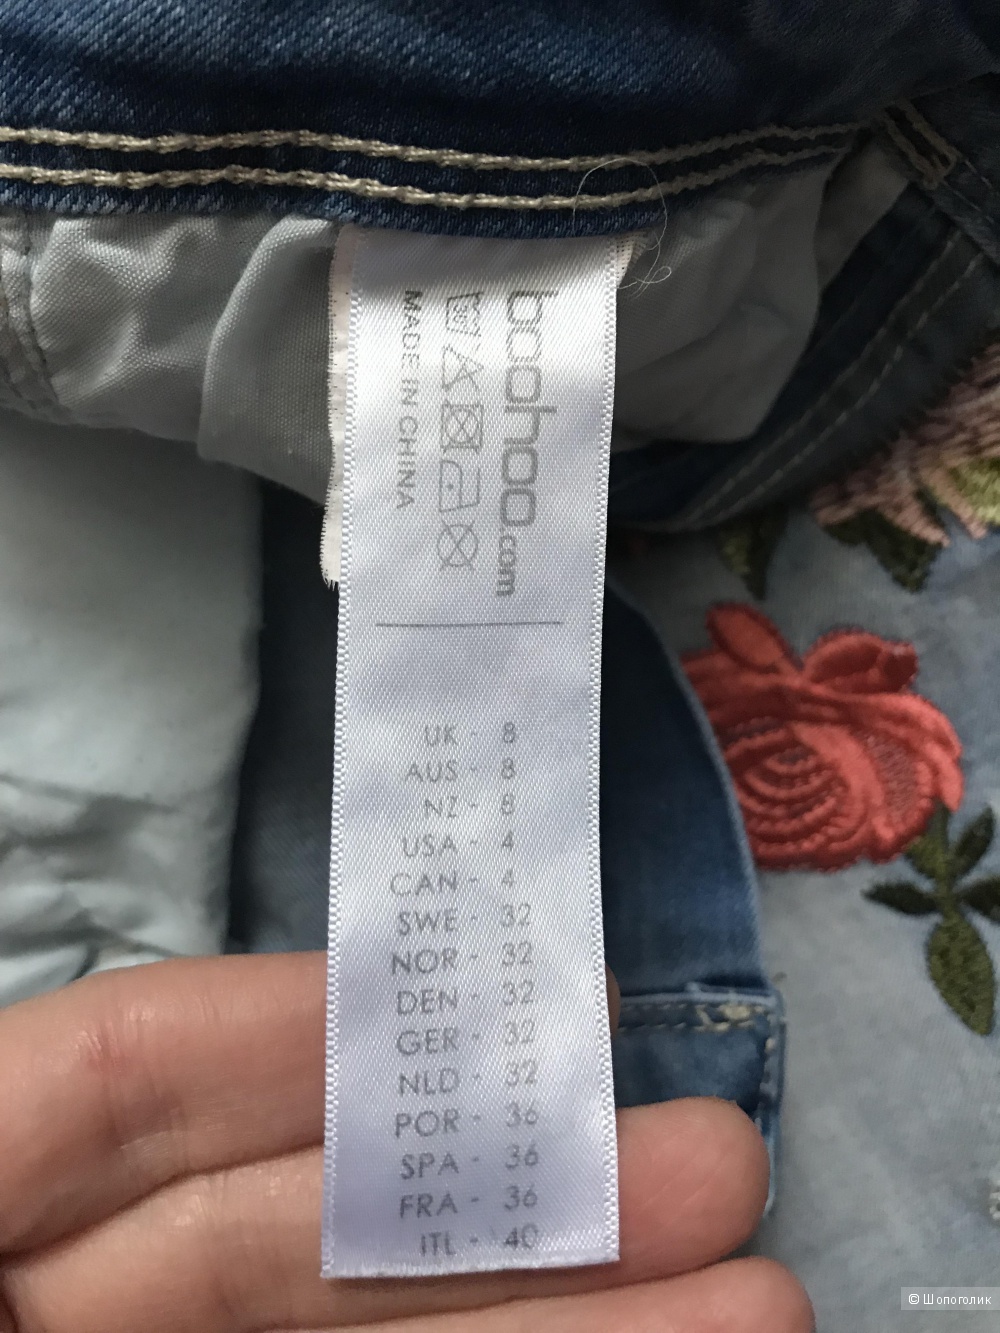 boohoo.com
30
MADE IN CHINA
UK - 8
AUS - 8
NZ - 8
USA - 4
CAN - 4
SWE - 32
NOR - 32
DEN - 32
GER - 32
NLD - 32
POR - 36
SPA - 36
FRA - 36
ITL - 40
© Шопоголик